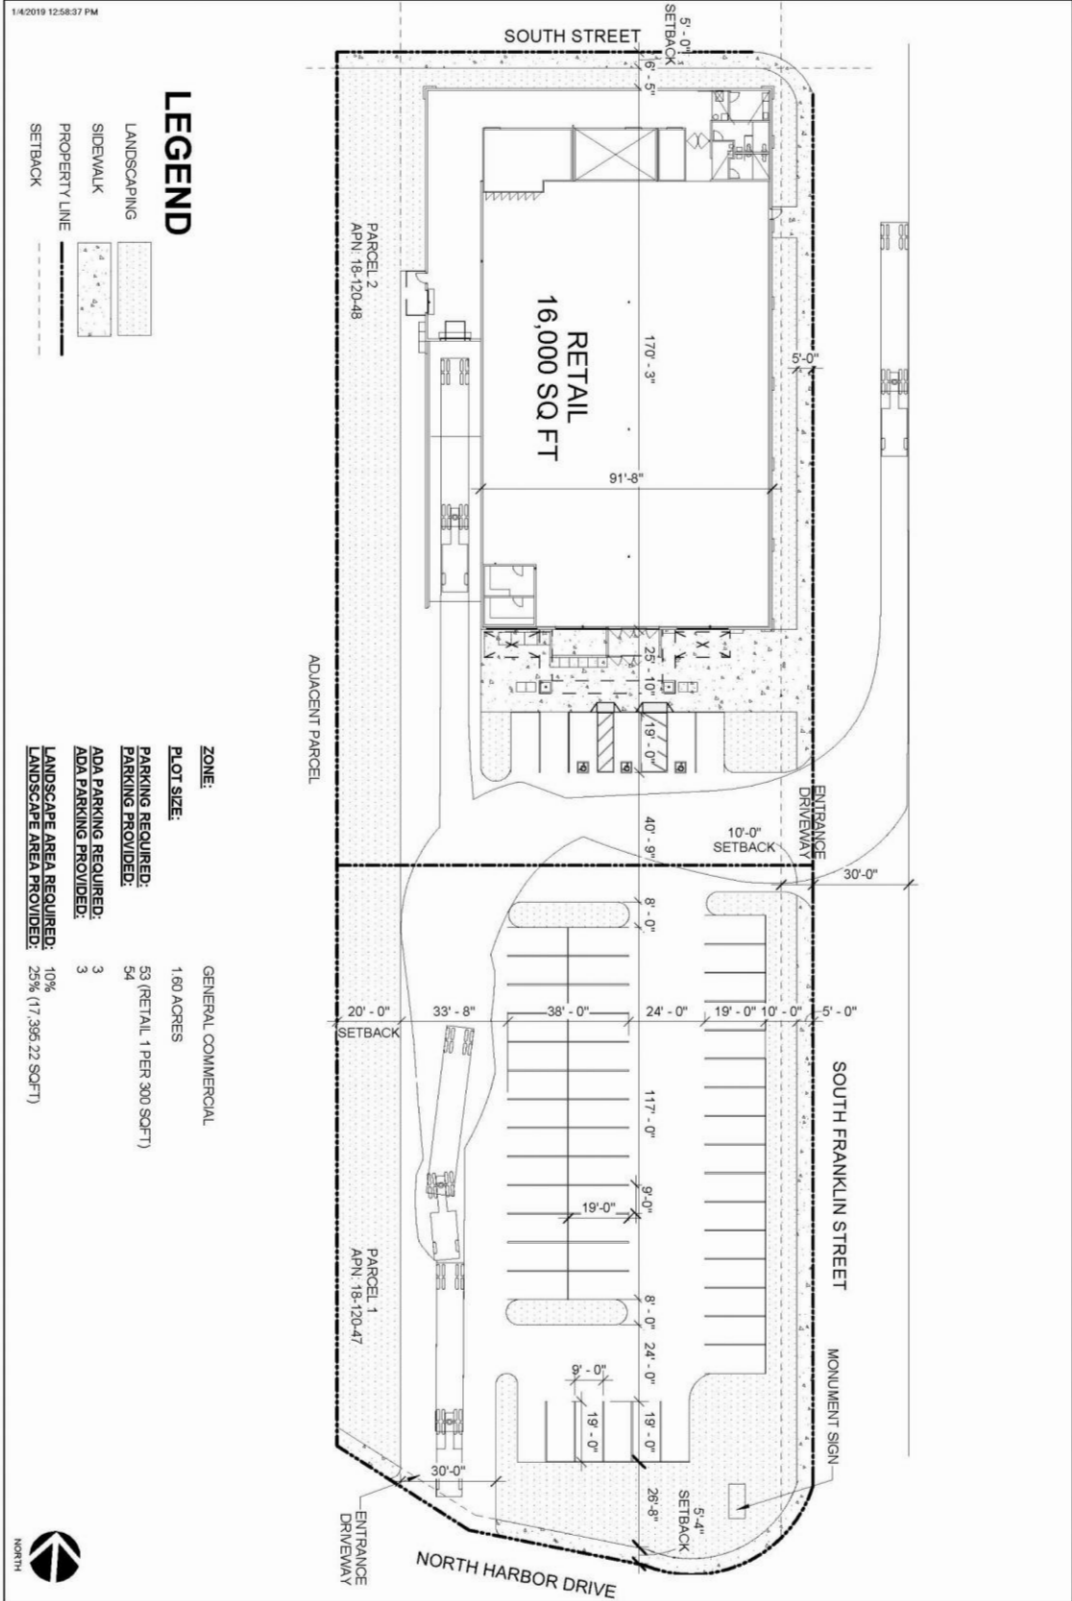 1/4/2019 12:58:37 PM
SOUTH STREET
5' - 0"
SETBACK
16' - 5"
LEGEND
LANDSCAPING
SIDEWALK
PROPERTY LINE
SETBACK
PARCEL 2
APN: 18-120-48
RETAIL
16,000 SQ FT
170' - 3"
5'-0"
91'-8"
25' - 10"
19' - 0"
40' - 9"
ADJACENT PARCEL
ENTRANCE
DRIVEWAY
10'-0"
SETBACK
30'-0"
8' - 0"
20' - 0"
SETBACK
33' - 8"
38' - 0"
24' - 0"
19' - 0"
10' - 0"
5' - 0"
SOUTH FRANKLIN STREET
117' - 0"
9'-0"
19'-0"
8' - 0"
24' - 0"
9' - 0"
19' - 0"
19' - 0"
PARCEL 1
APN: 18-120-47
MONUMENT SIGN
30'-0"
26'-8"
5'-4"
SETBACK
ENTRANCE
DRIVEWAY
NORTH HARBOR DRIVE
ZONE: GENERAL COMMERCIAL
PLOT SIZE: 1.60 ACRES
PARKING REQUIRED: 53 (RETAIL 1 PER 300 SQFT)
PARKING PROVIDED: 54
ADA PARKING REQUIRED: 3
ADA PARKING PROVIDED: 3
LANDSCAPE AREA REQUIRED: 10%
LANDSCAPE AREA PROVIDED: 25% (17,395.22 SQFT)
NORTH